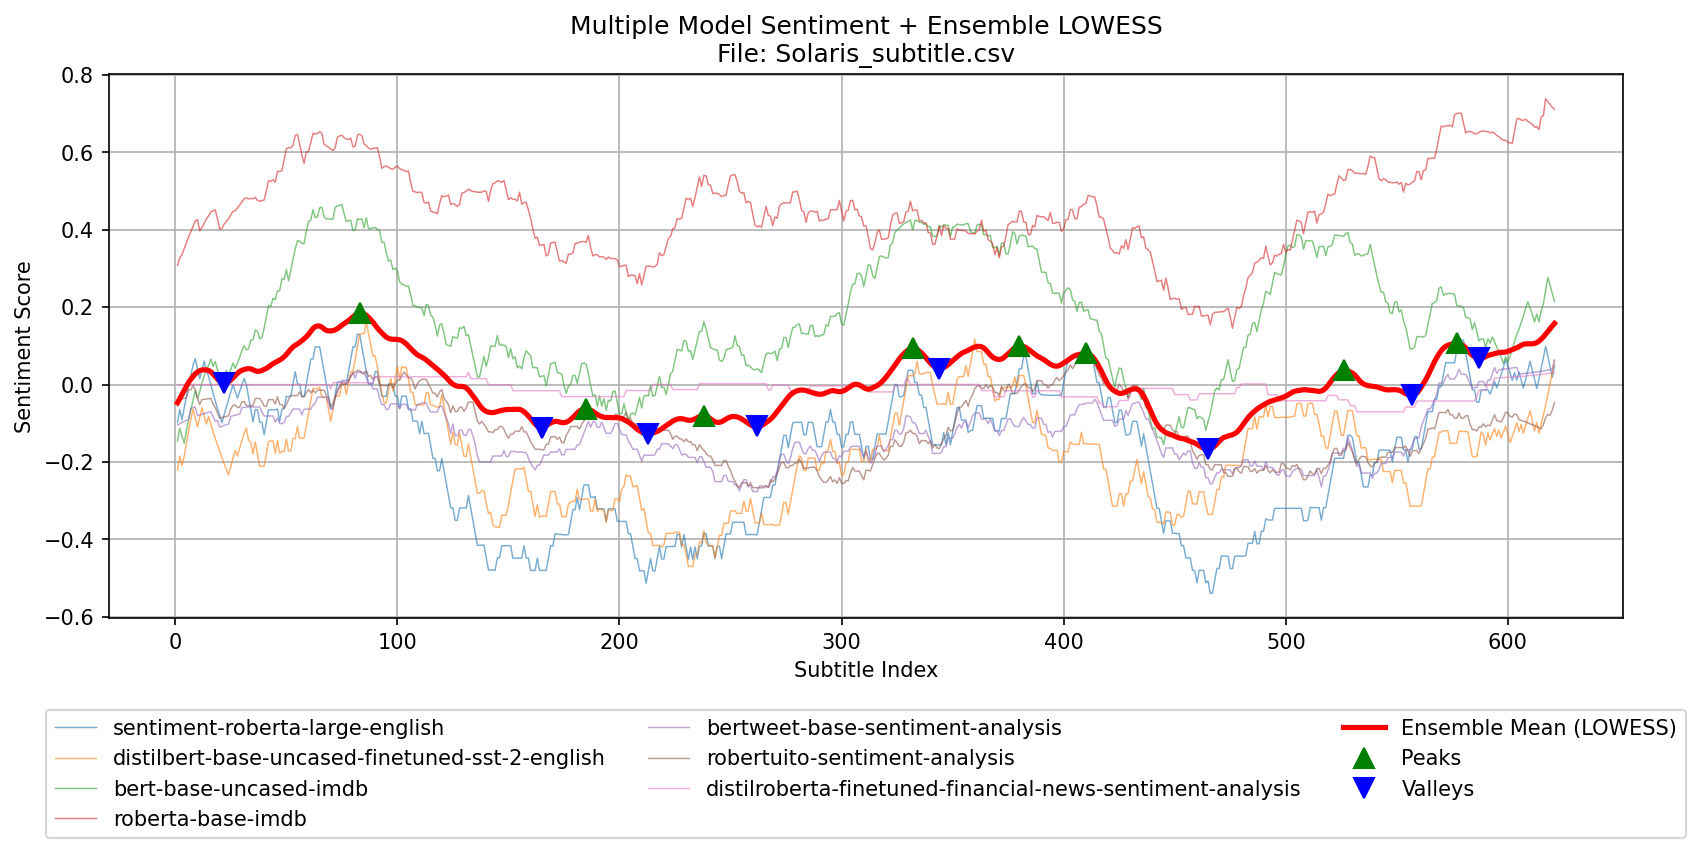 Multiple Model Sentiment + Ensemble LOWESS
File: Solaris_subtitle.csv
Sentiment Score
0.8
0.6
0.4
0.2
0.0
−0.2
−0.4
−0.6
0 100 200 300 400 500 600
Subtitle Index
sentiment-roberta-large-english
distilbert-base-uncased-finetuned-sst-2-english
bert-base-uncased-imdb
roberta-base-imdb
bertweet-base-sentiment-analysis
robertuito-sentiment-analysis
distilroberta-finetuned-financial-news-sentiment-analysis
Ensemble Mean (LOWESS)
Peaks
Valleys